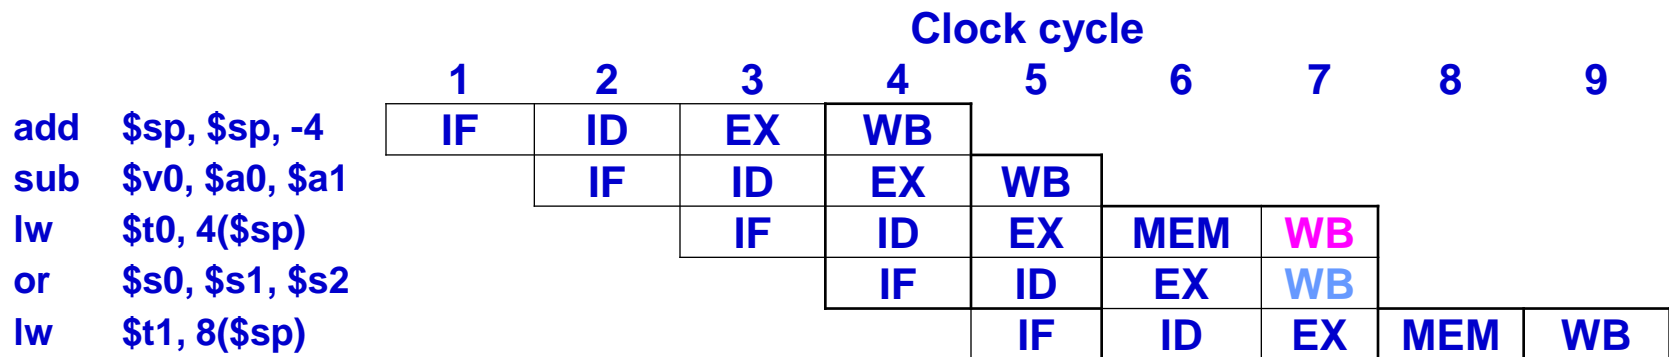 Clock cycle
1 2 3 4 5 6 7 8 9
add $sp, $sp, -4 IF ID EX WB
sub $v0, $a0, $a1 IF ID EX WB
lw $t0, 4($sp) IF ID EX MEM WB
or $s0, $s1, $s2 IF ID EX WB
lw $t1, 8($sp) IF ID EX MEM WB